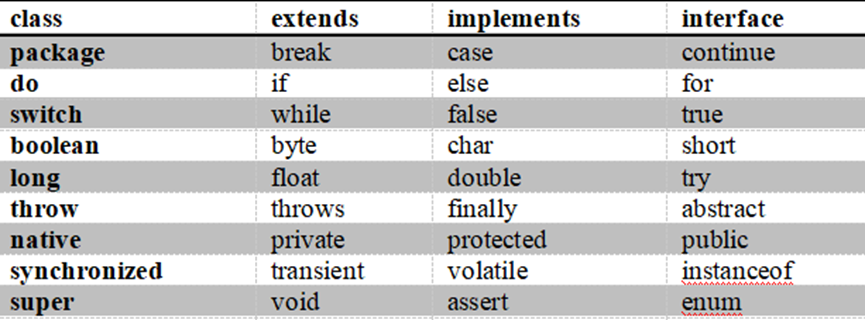 class extends implements interface
package break case continue
do if else for
switch while false true
boolean byte char short
long float double try
throw throws finally abstract
native private protected public
synchronized transient volatile instanceof
super void assert enum